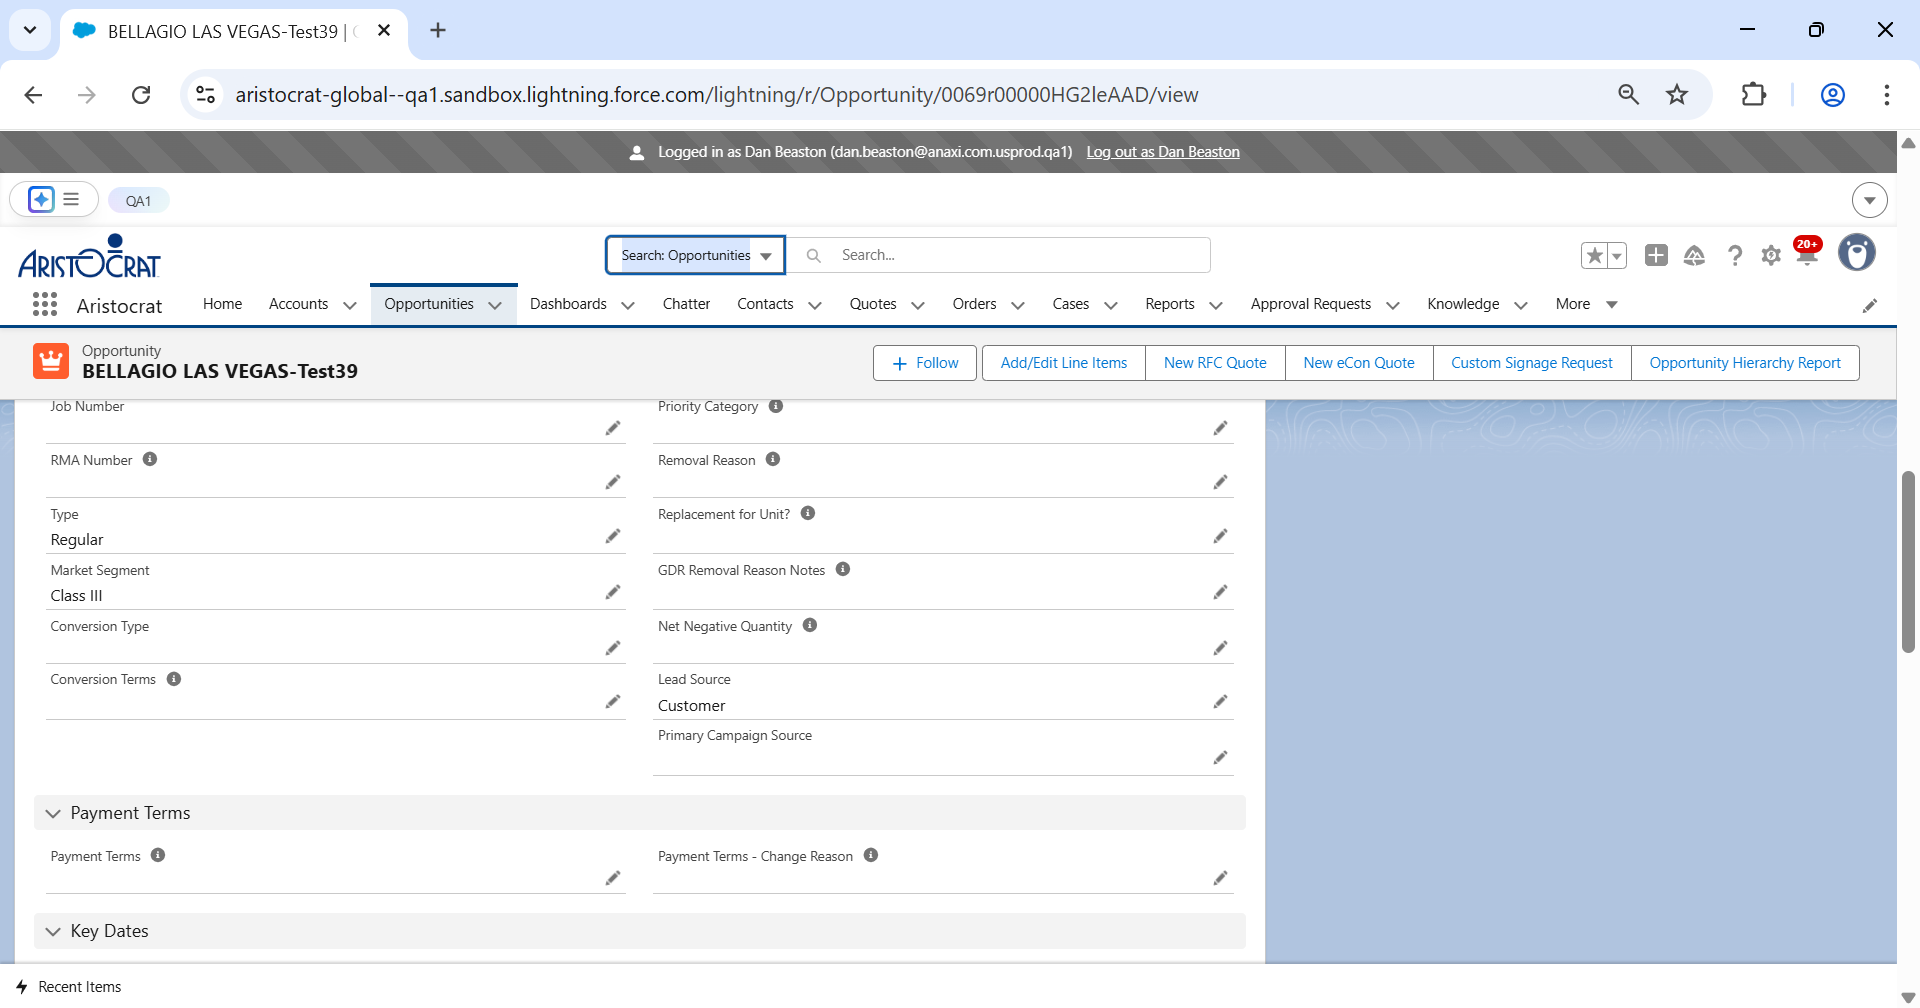 BELLAGIO LAS VEGAS-Test39 |
aristocrat-global--qa1.sandbox.lightning.force.com/lightning/r/Opportunity/0069r00000HG2leAAD/view
Logged in as Dan Beaston (dan.beaston@anaxi.com.usprod.qa1) Log out as Dan Beaston
QA1
ARISTOCRAT
Search: Opportunities
Search...
20+
Aristocrat
Home
Accounts
Opportunities
Dashboards
Chatter
Contacts
Quotes
Orders
Cases
Reports
Approval Requests
Knowledge
More
Opportunity
BELLAGIO LAS VEGAS-Test39
Follow
Add/Edit Line Items
New RFC Quote
New eCon Quote
Custom Signage Request
Opportunity Hierarchy Report
Job Number
Priority Category
RMA Number
Removal Reason
Type
Regular
Replacement for Unit?
Market Segment
Class III
GDR Removal Reason Notes
Conversion Type
Net Negative Quantity
Conversion Terms
Lead Source
Customer
Primary Campaign Source
Payment Terms
Payment Terms
Payment Terms - Change Reason
Key Dates
Recent Items